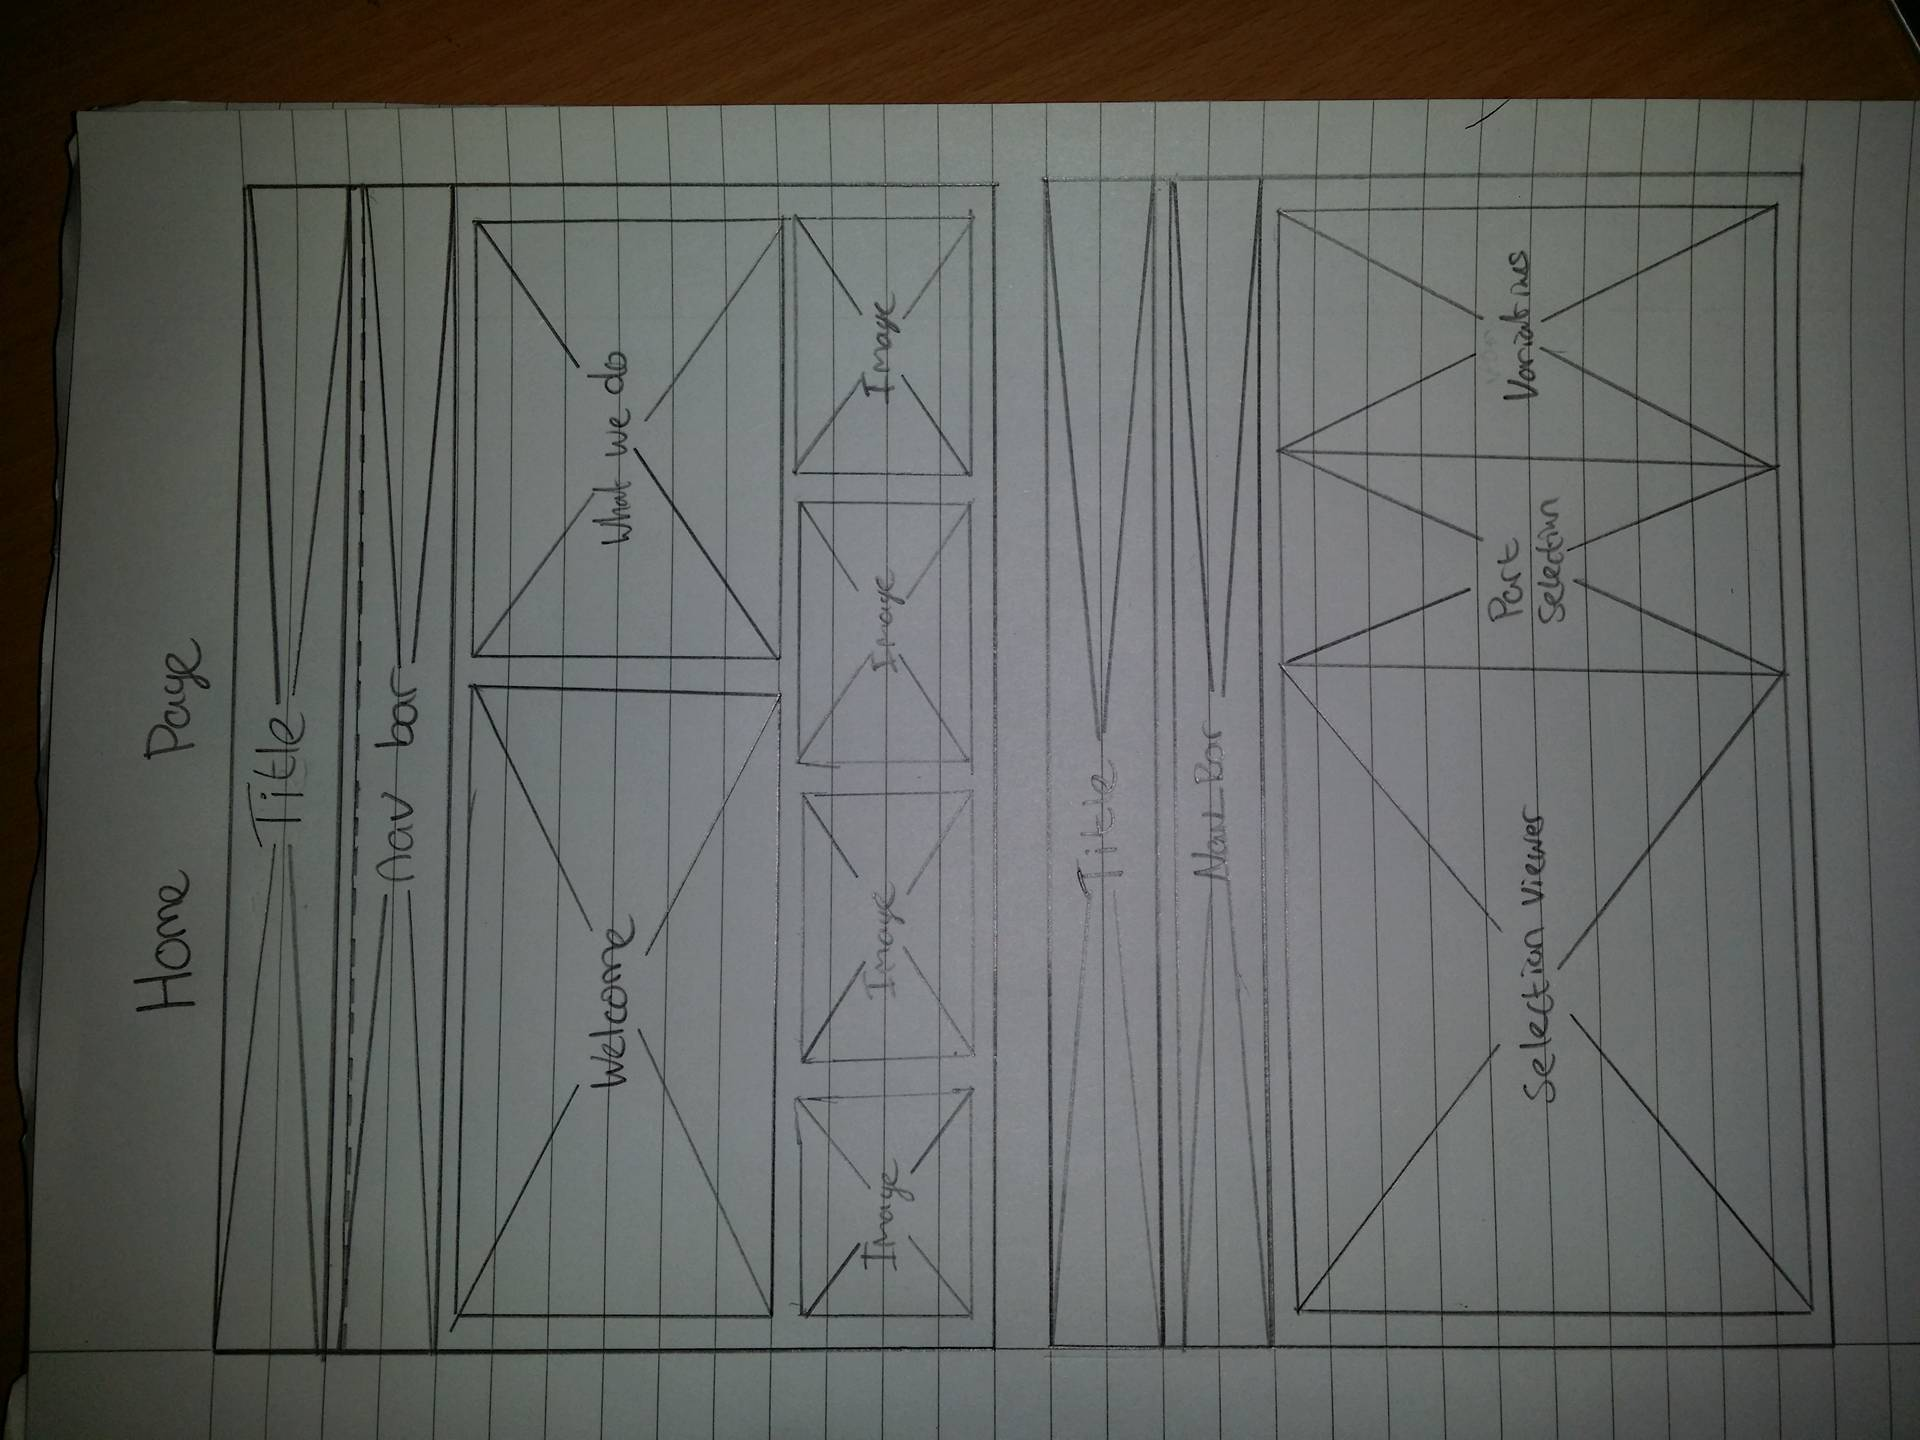 Home Page
Title
Nav bar
Welcome
What we do
Image
Image
Image
Image
Title
Nav Bar
Selection Viewer
Part
Selection
Variations